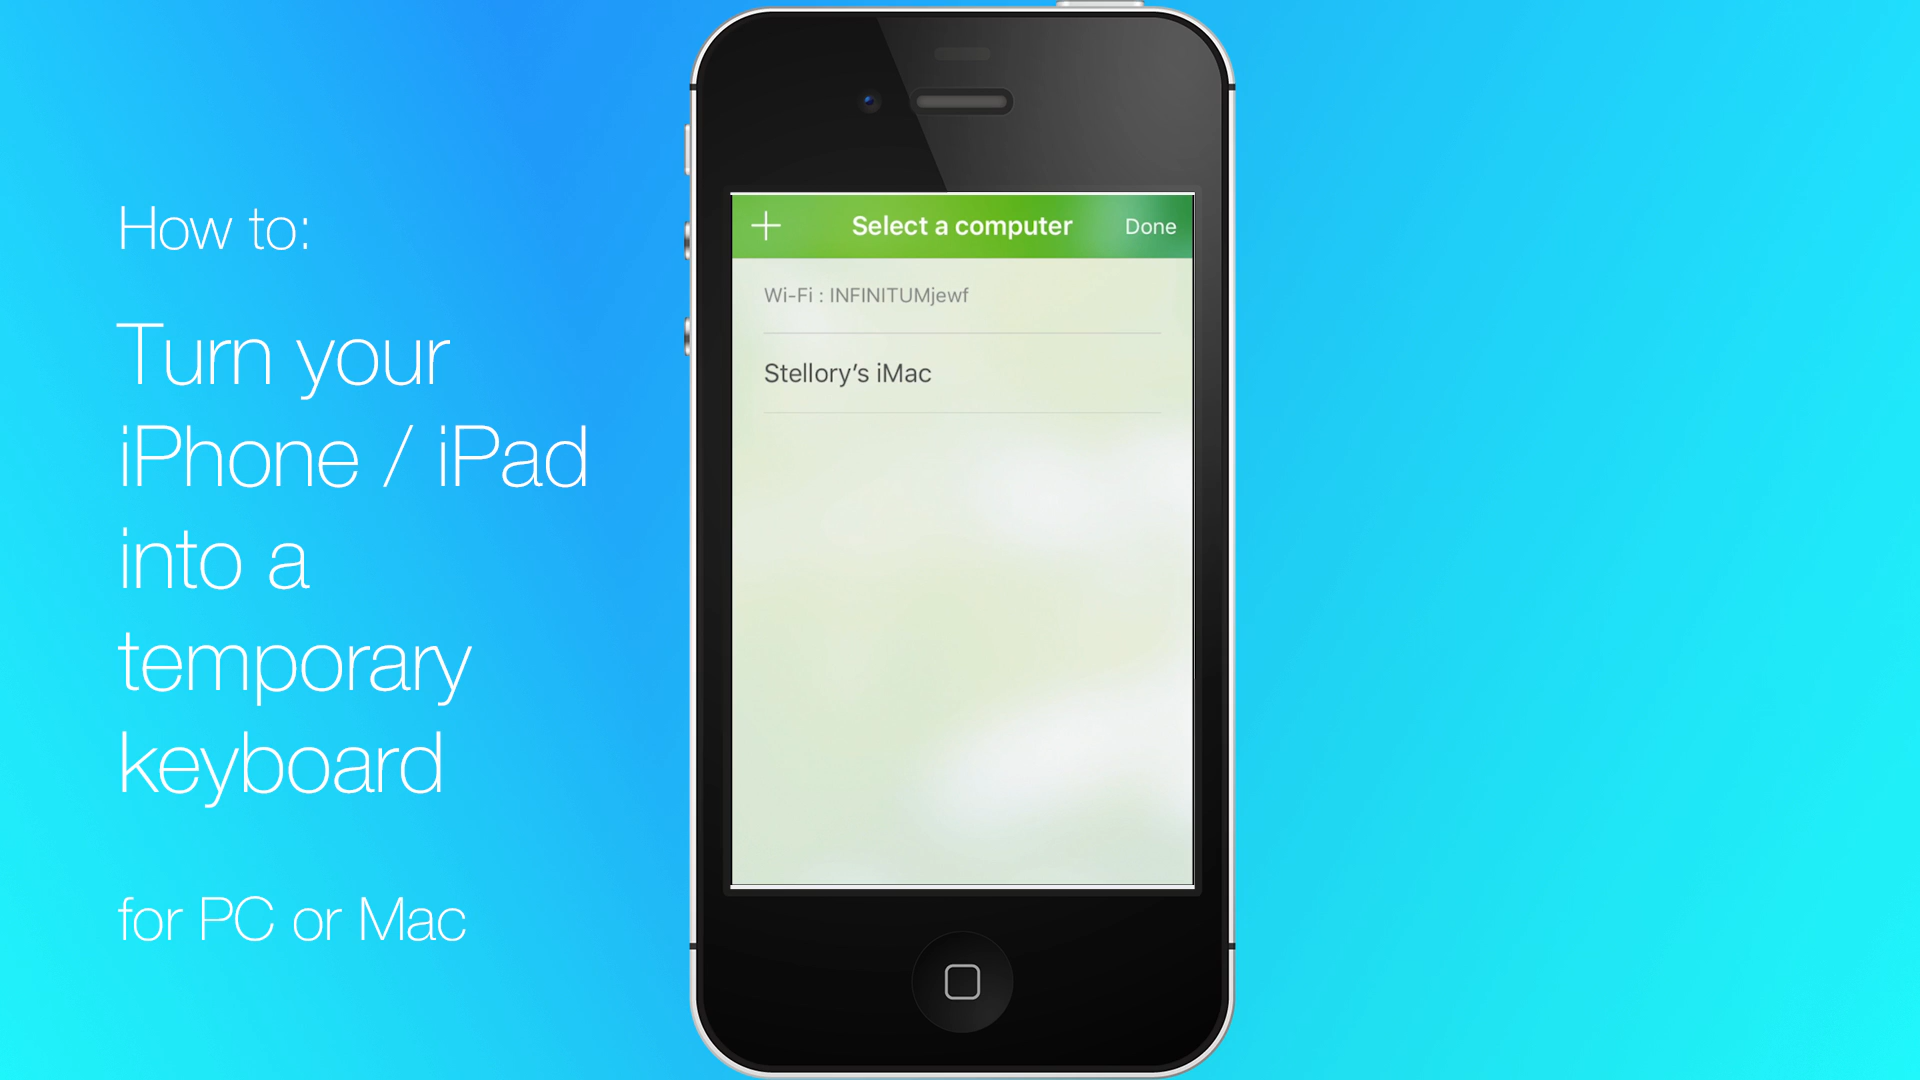 How to:
Turn your
iPhone / iPad
into a
temporary
keyboard
for PC or Mac
Select a computer
Done
Wi-Fi : INFINITUMjewf
Stellory’s iMac